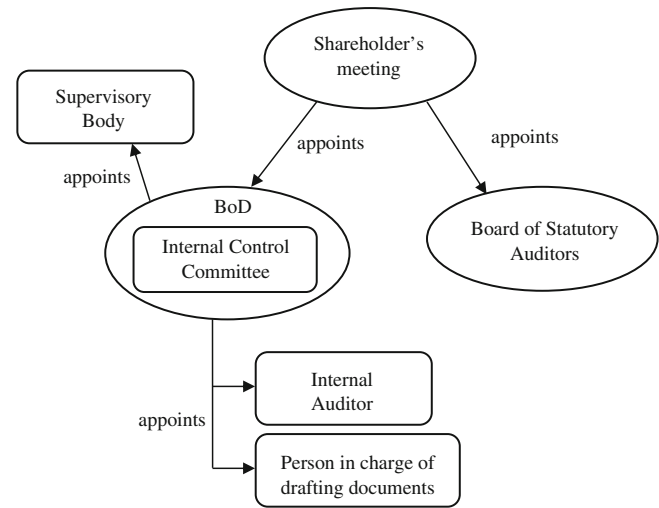 Shareholder's
meeting
Supervisory
Body
appoints
appoints
appoints
BoD
Internal Control
Committee
Board of Statutory
Auditors
Internal
Auditor
appoints
Person in charge of
drafting documents